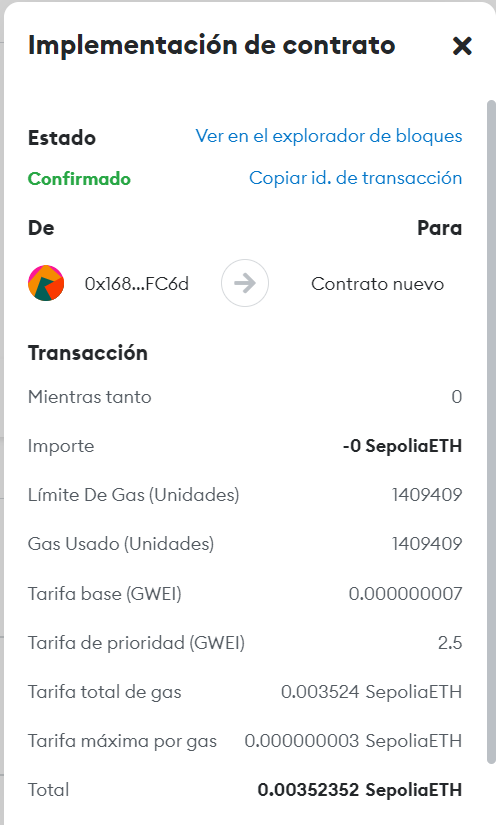 Implementación de contrato
Estado Ver en el explorador de bloques
Confirmado Copiar id. de transacción
De Para
0x168...FC6d Contrato nuevo
Transacción
Mientras tanto 0
Importe -0 SepoliaETH
Límite De Gas (Unidades) 1409409
Gas Usado (Unidades) 1409409
Tarifa base (GWEI) 0.000000007
Tarifa de prioridad (GWEI) 2.5
Tarifa total de gas 0.003524 SepoliaETH
Tarifa máxima por gas 0.000000003 SepoliaETH
Total 0.00352352 SepoliaETH